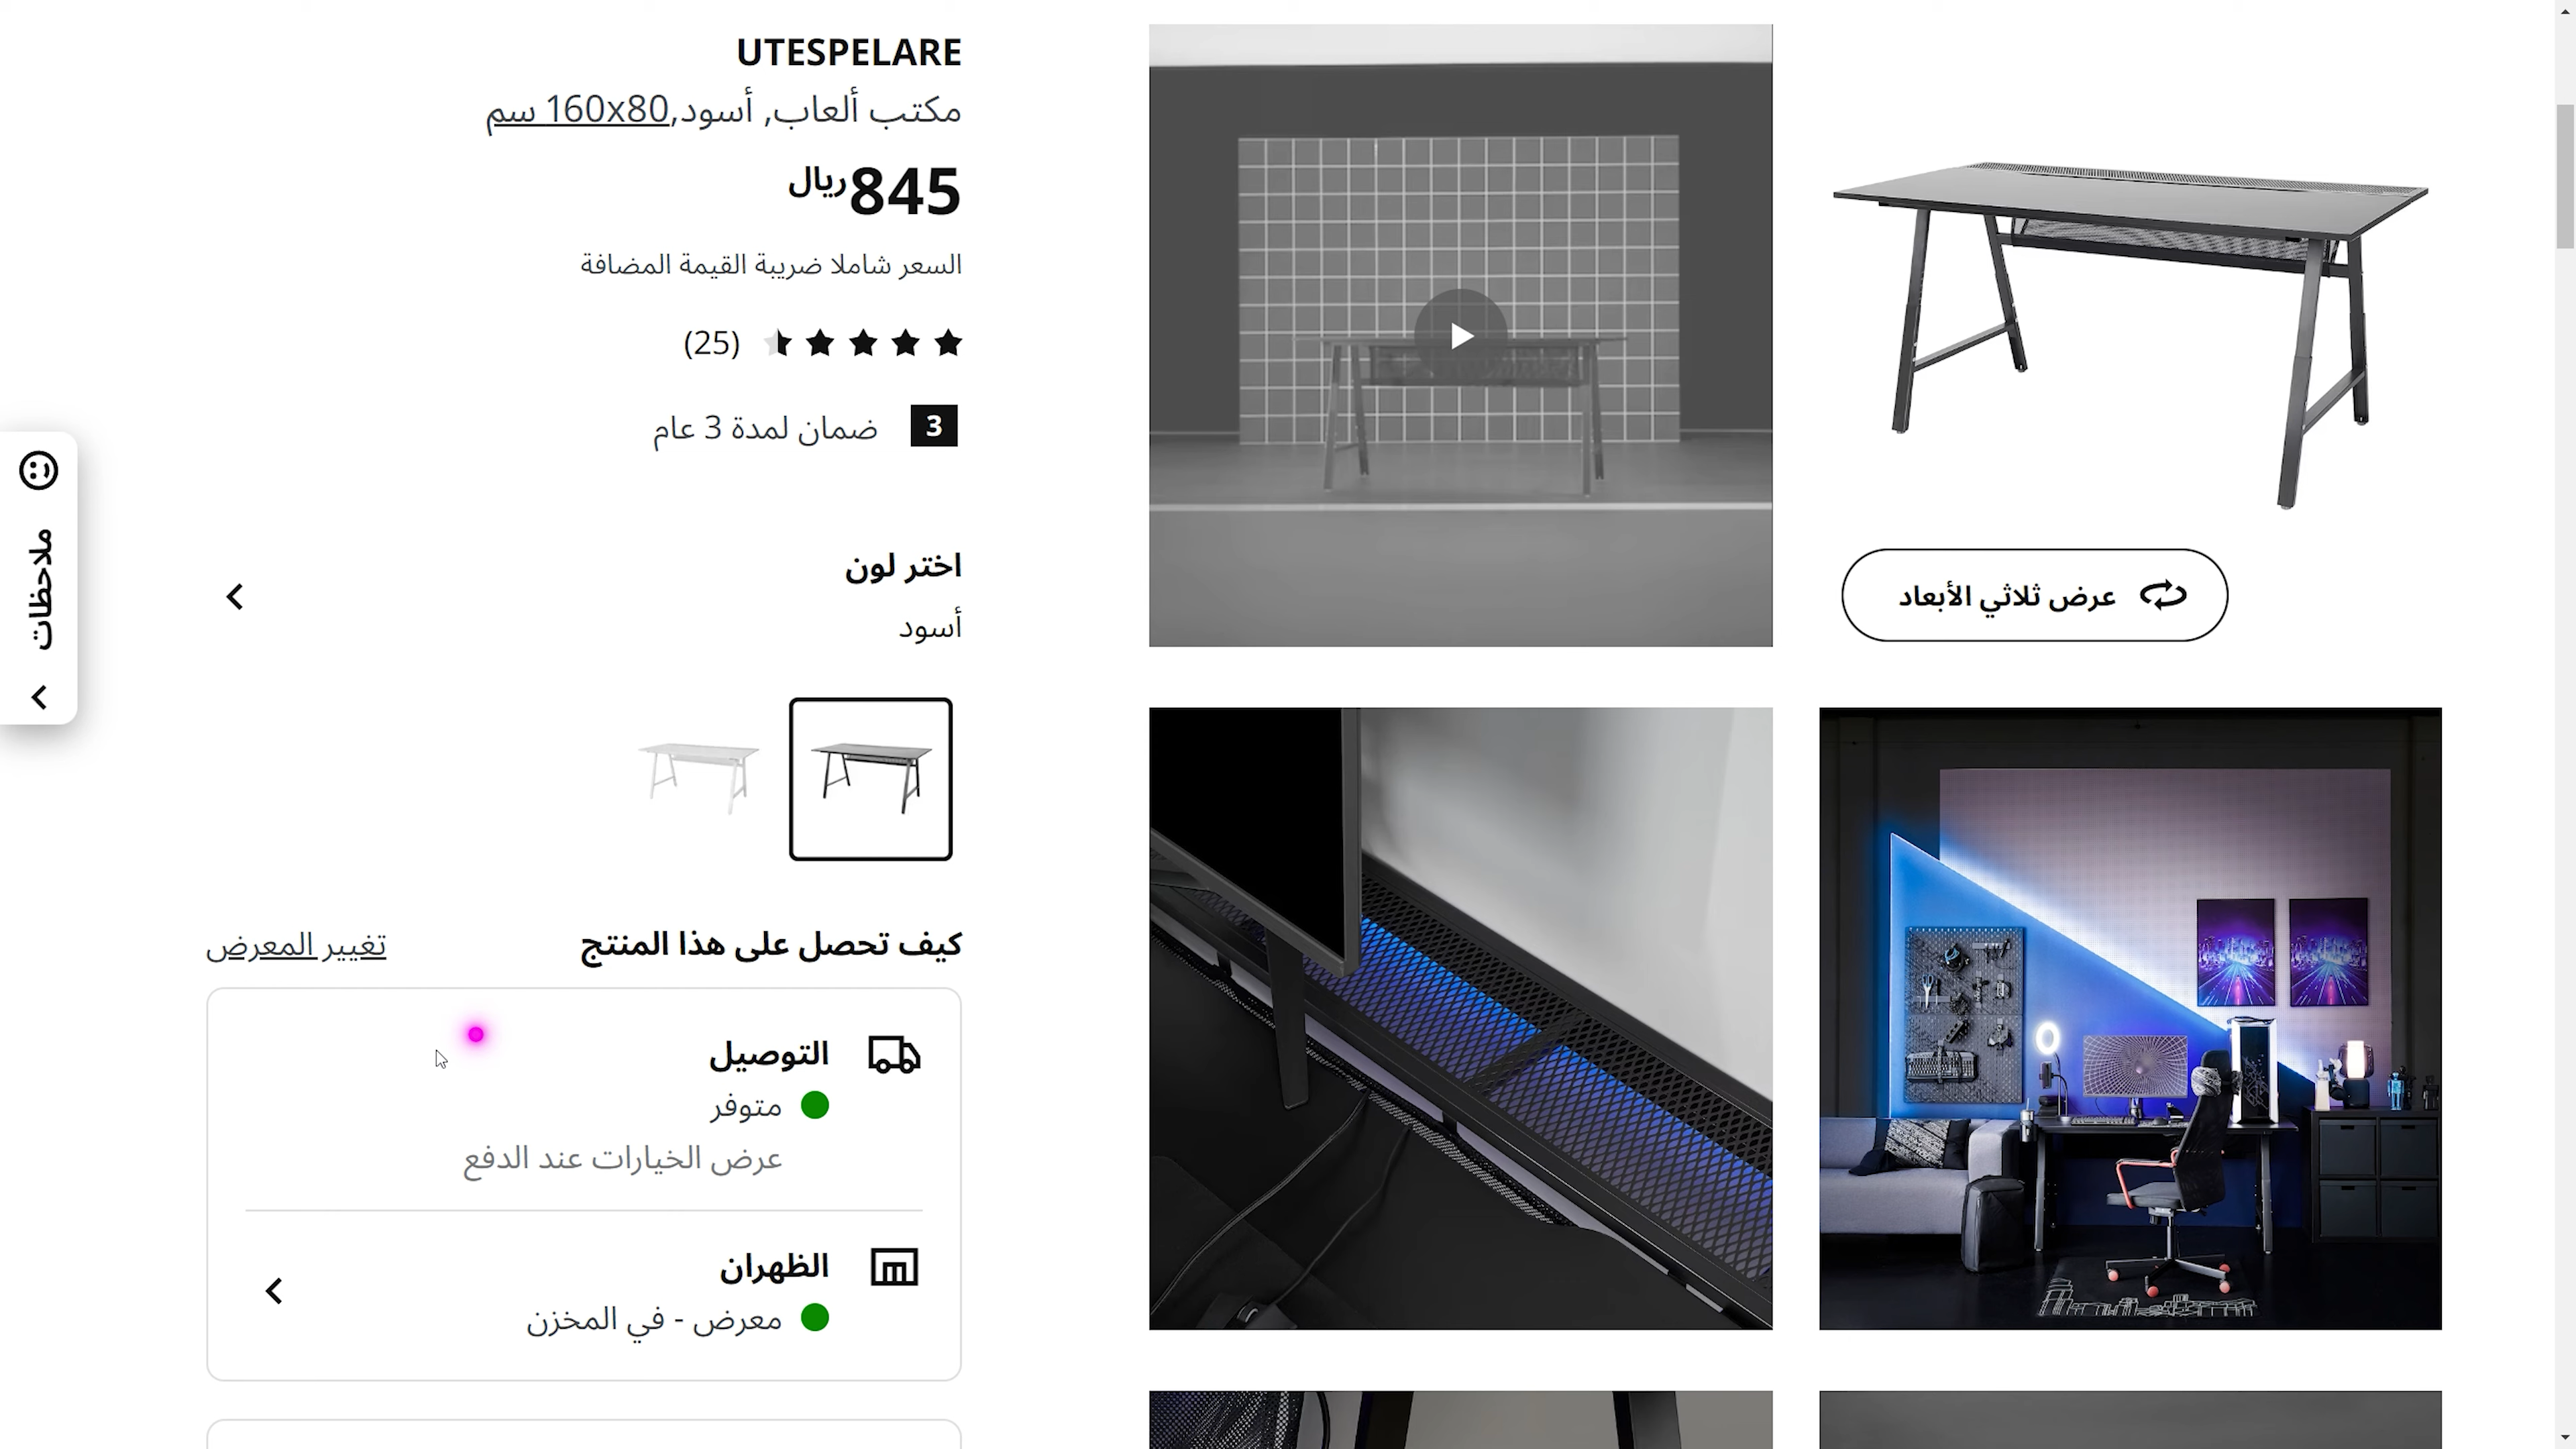 UTESPELARE
مكتب ألعاب, أسود,160x80 سم
845ريال
السعر شاملا ضريبة القيمة المضافة
(25)
3 ضمان لمدة 3 عام
اختر لون
أسود
كيف تحصل على هذا المنتج
تغيير المعرض
التوصيل
متوفر
عرض الخيارات عند الدفع
الظهران
معرض - في المخزن
عرض ثلاثي الأبعاد
ملاحظات